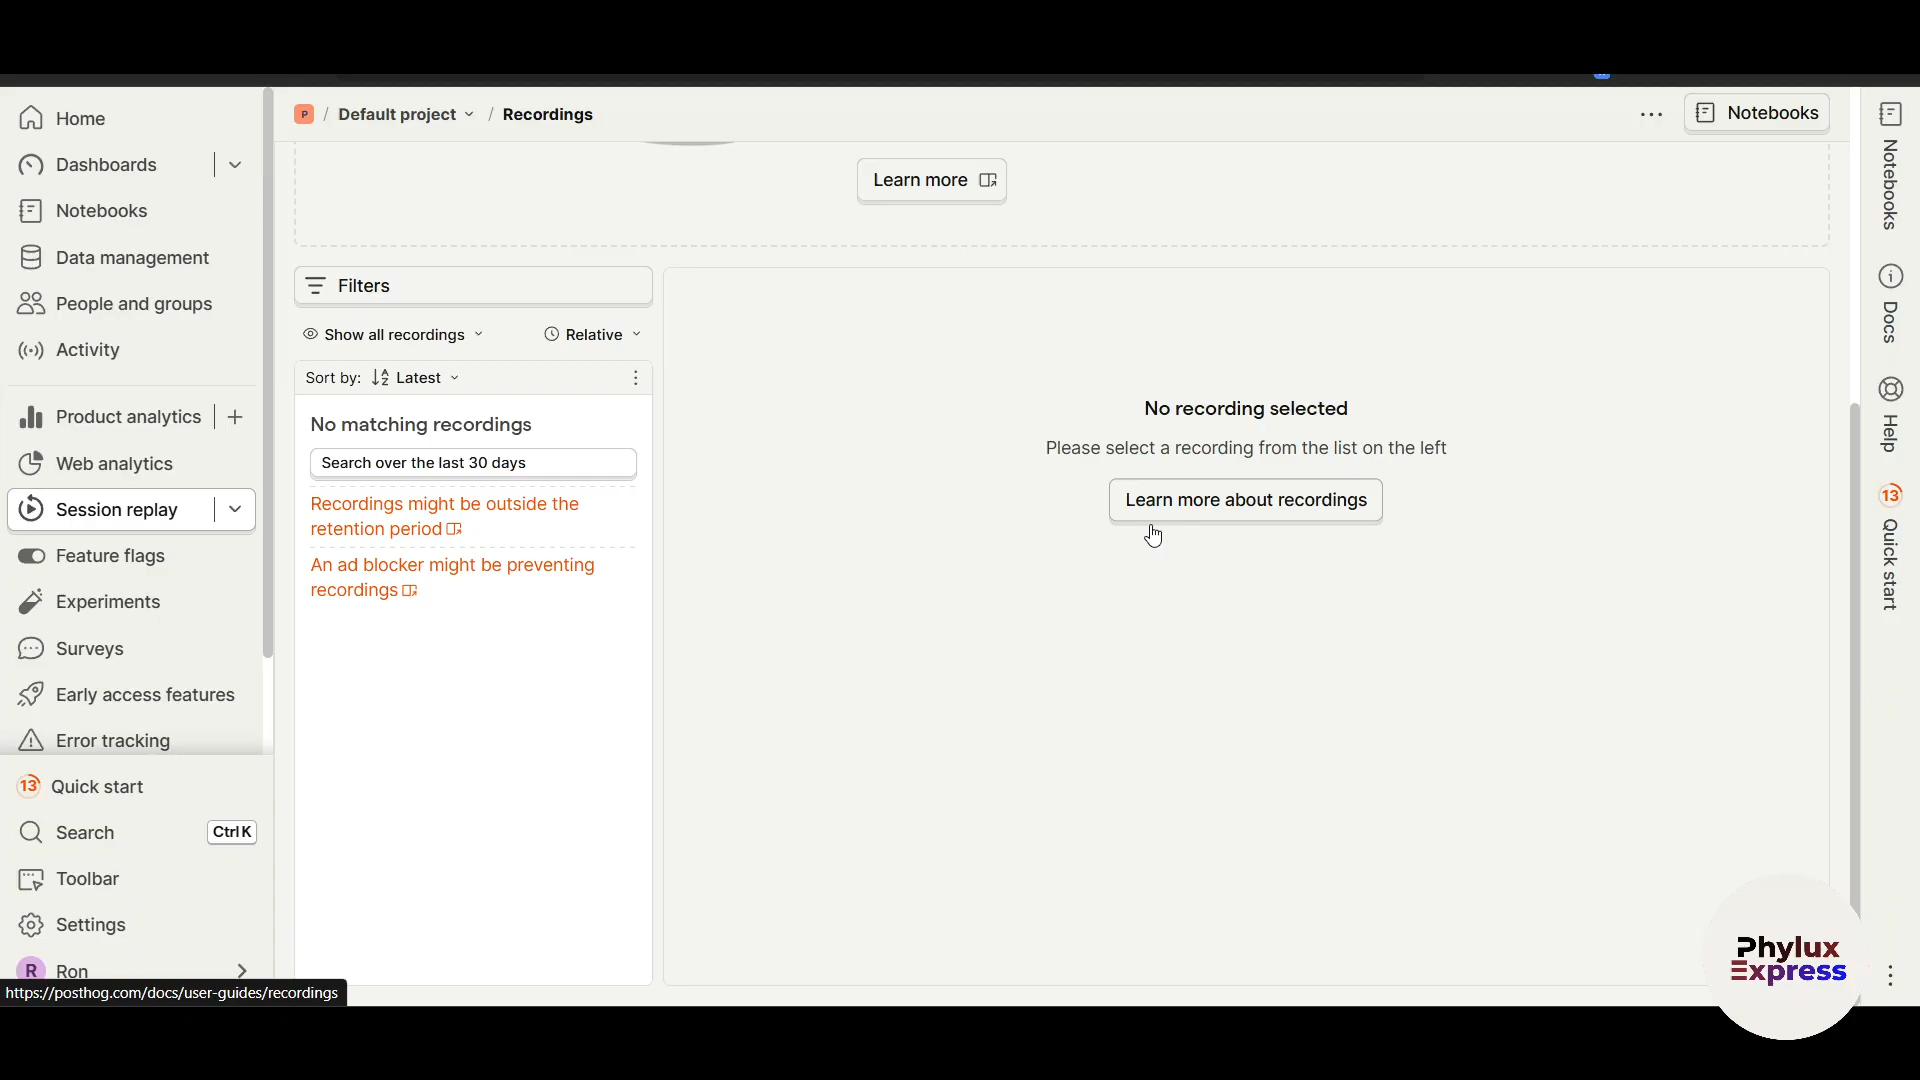 Home
Dashboards
Notebooks
Data management
People and groups
Activity
Product analytics
Web analytics
Session replay
Feature flags
Experiments
Surveys
Early access features
Error tracking
13 Quick start
Search Ctrl K
Toolbar
Settings
R Ron
https://posthog.com/docs/user-guides/recordings
P / Default project / Recordings
Notebooks
Learn more
Filters
Show all recordings Relative
Sort by: Latest
No matching recordings
Search over the last 30 days
Recordings might be outside the
retention period
An ad blocker might be preventing
recordings
No recording selected
Please select a recording from the list on the left
Learn more about recordings
Notebooks
Docs
Help
13 Quick start
Phylux
Express